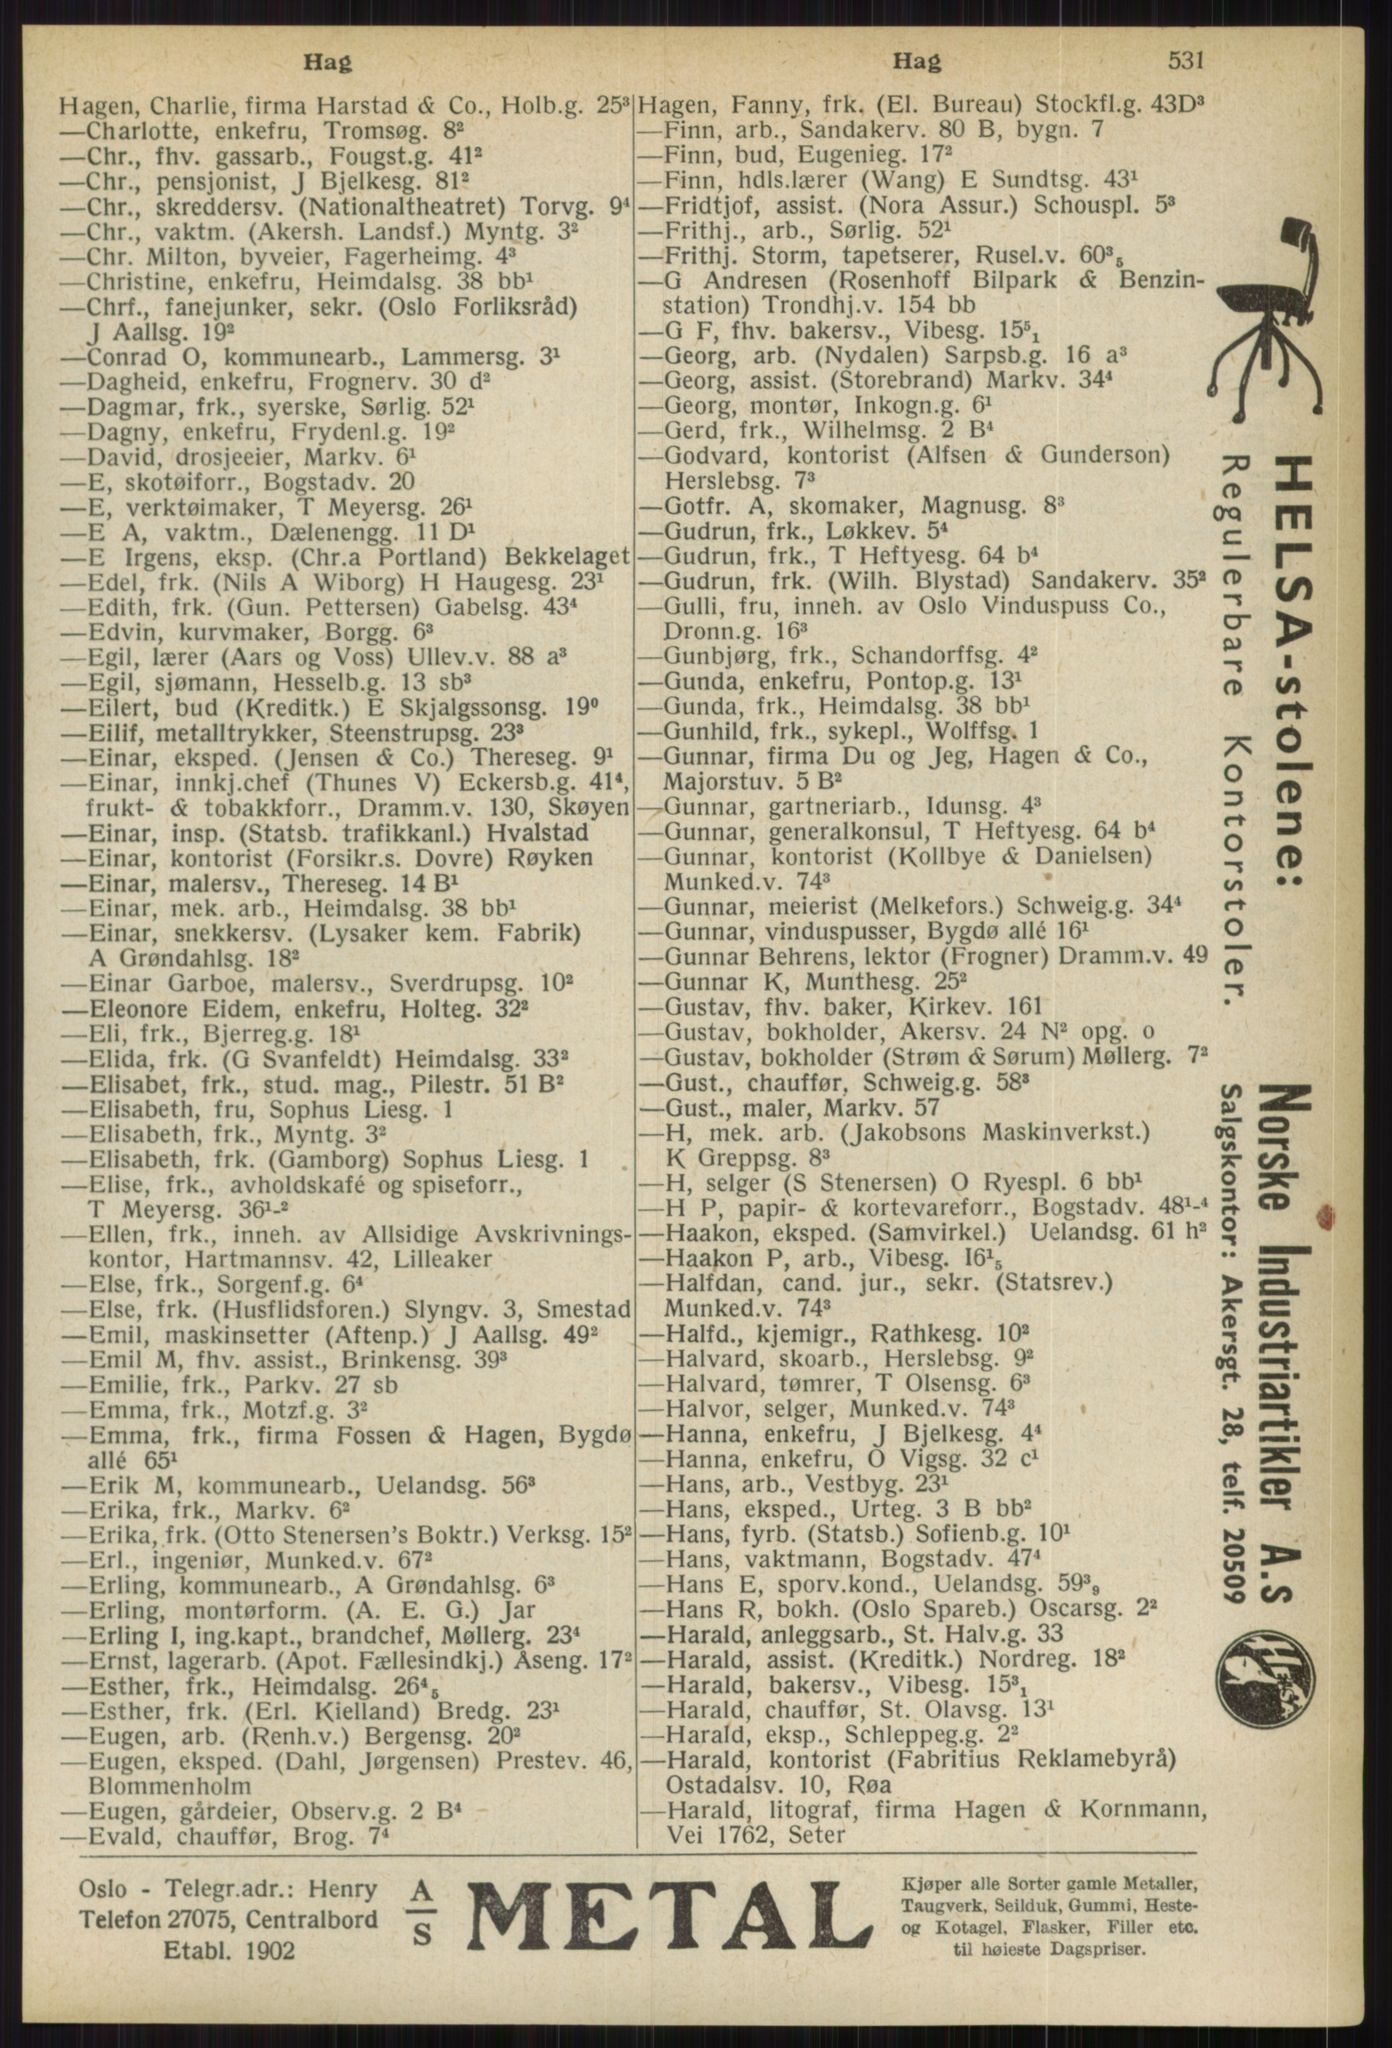 Hag
Hag
531
Hagen, Charlie, firma Harstad & Co., Holb.g. 25³
—Charlotte, enkefru, Tromsøg. 8²
—Chr., fhv. gassarb., Fougst.g. 41²
—Chr., pensjonist, J Bjelkesg. 81²
—Chr., skreddersv. (Nationaltheatret) Torvg. 9⁴
—Chr., vaktm. (Akersh. Landsf.) Myntg. 3²
—Chr. Milton, byveier, Fagerheimg. 4³
—Christine, enkefru, Heimdalsg. 38 bb¹
—Chrf., fanejunker, sekr. (Oslo Forliksråd)
J Aallsg. 19²
—Conrad O, kommunearb., Lammersg. 3¹
—Dagheid, enkefru, Frognerv. 30 d²
—Dagmar, frk., syerske, Sørlig. 52¹
—Dagny, enkefru, Frydenl.g. 19²
—David, drosjeeier, Markv. 6¹
—E, skotøiforr., Bogstadv. 20
—E, verktøimaker, T Meyersg. 26¹
—E A, vaktm., Dælenengg. 11 D¹
—E Irgens, eksp. (Chr.a Portland) Bekkelaget
—Edel, frk. (Nils A Wiborg) H Haugesg. 23¹
—Edith, frk. (Gun. Pettersen) Gabelsg. 43⁴
—Edvin, kurvmaker, Borgg. 6³
—Egil, lærer (Aars og Voss) Ullev.v. 88 a³
—Egil, sjømann, Hesselb.g. 13 sb³
—Eilert, bud (Kreditk.) E Skjalgssonsg. 19⁰
—Eilif, metalltrykker, Steenstrupsg. 23³
—Einar, eksped. (Jensen & Co.) Thereseg. 9¹
—Einar, innkj.chef (Thunes V) Eckersb.g. 41⁴,
frukt- & tobakkforr., Dramm.v. 130, Skøyen
—Einar, insp. (Statsb. trafikkanl.) Hvalstad
—Einar, kontorist (Forsikr.s. Dovre) Røyken
—Einar, malersv., Thereseg. 14 B¹
—Einar, mek. arb., Heimdalsg. 38 bb¹
—Einar, snekkersv. (Lysaker kem. Fabrik)
A Grøndahlsg. 18²
—Einar Garboe, malersv., Sverdrupsg. 10²
—Eleonore Eidem, enkefru, Holteg. 32²
—Eli, frk., Bjerreg.g. 18¹
—Elida, frk. (G Svanfeldt) Heimdalsg. 33²
—Elisabet, frk., stud. mag., Pilestr. 51 B²
—Elisabeth, fru, Sophus Liesg. 1
—Elisabeth, frk., Myntg. 3²
—Elisabeth, frk. (Gamborg) Sophus Liesg. 1
—Elise, frk., avholdskafé og spiseforr.,
T Meyersg. 36¹-²
—Ellen, frk., inneh. av Allsidige Avskrivnings-
kontor, Hartmannsv. 42, Lilleaker
—Else, frk., Sorgenf.g. 6⁴
—Else, frk. (Husflidsforen.) Slyngv. 3, Smestad
—Emil, maskinsetter (Aftenp.) J Aallsg. 49²
—Emil M, fhv. assist., Brinkensg. 39³
—Emilie, frk., Parkv. 27 sb
—Emma, frk., Motzf.g. 3²
—Emma, frk., firma Fossen & Hagen, Bygdø
allé 65¹
—Erik M, kommunearb., Uelandsg. 56³
—Erika, frk., Markv. 6²
—Erika, frk. (Otto Stenersen's Boktr.) Verksg. 15²
—Erl., ingeniør, Munked.v. 67²
—Erling, kommunearb., A Grøndahlsg. 6³
—Erling, montørform. (A. E. G.) Jar
—Erling I, ing.kapt., brandchef, Møllerg. 23⁴
—Ernst, lagerarb. (Apot. Fællesindkj.) Åseng. 17²
—Esther, frk., Heimdalsg. 26⁴₅
—Esther, frk. (Erl. Kielland) Bredg. 23¹
—Eugen, arb. (Renh.v.) Bergensg. 20²
—Eugen, eksped. (Dahl, Jørgensen) Prestev. 46,
Blommenholm
—Eugen, gårdeier, Observ.g. 2 B⁴
—Evald, chauffør, Brog. 7⁴
Hagen, Fanny, frk. (El. Bureau) Stockfl.g. 43D³
—Finn, arb., Sandakerv. 80 B, bygn. 7
—Finn, bud, Eugenieg. 17²
—Finn, hdls.lærer (Wang) E Sundtsg. 43¹
—Fridtjof, assist. (Nora Assur.) Schouspl. 5³
—Frithj., arb., Sørlig. 52¹
—Frithj. Storm, tapetserer, Rusel.v. 60³₅
—G Andresen (Rosenhoff Bilpark & Benzin-
station) Trondhj.v. 154 bb
—G F, fhv. bakersv., Vibesg. 15⁵₁
—Georg, arb. (Nydalen) Sarpsb.g. 16 a³
—Georg, assist. (Storebrand) Markv. 34⁴
—Georg, montør, Inkogn.g. 6¹
—Gerd, frk., Wilhelmsg. 2 B⁴
—Godvard, kontorist (Alfsen & Gunderson)
Herslebsg. 7³
—Gotfr. A, skomaker, Magnusg. 8³
—Gudrun, frk., Løkkev. 5⁴
—Gudrun, frk., T Heftyesg. 64 b⁴
—Gudrun, frk. (Wilh. Blystad) Sandakerv. 35²
—Gulli, fru, inneh. av Oslo Vinduspuss Co.,
Dronn.g. 16³
—Gunbjørg, frk., Schandorffsg. 4²
—Gunda, enkefru, Pontop.g. 13¹
—Gunda, frk., Heimdalsg. 38 bb¹
—Gunhild, frk., sykepl., Wolffsg. 1
—Gunnar, firma Du og Jeg, Hagen & Co.,
Majorstuv. 5 B²
—Gunnar, gartneriarb., Idunsg. 4³
—Gunnar, generalkonsul, T Heftyesg. 64 b⁴
—Gunnar, kontorist (Kollbye & Danielsen)
Munked.v. 74³
—Gunnar, meierist (Melkefors.) Schweig.g. 34⁴
—Gunnar, vinduspusser, Bygdø allé 16¹
—Gunnar Behrens, lektor (Frogner) Dramm.v. 49
—Gunnar K, Munthesg. 25²
—Gustav, fhv. baker, Kirkev. 161
—Gustav, bokholder, Akersv. 24 N² opg. o
—Gustav, bokholder (Strøm & Sørum) Møllerg. 7²
—Gust., chauffør, Schweig.g. 58³
—Gust., maler, Markv. 57
—H, mek. arb. (Jakobsons Maskinverkst.)
K Greppsg. 8³
—H, selger (S Stenersen) O Ryespl. 6 bb¹
—H P, papir- & kortevareforr., Bogstadv. 48¹-⁴
—Haakon, eksped. (Samvirkel.) Uelandsg. 61 h²
—Haakon P, arb., Vibesg. I6¹₅
—Halfdan, cand. jur., sekr. (Statsrev.)
Munked.v. 74³
—Halfd., kjemigr., Rathkesg. 10²
—Halvard, skoarb., Herslebsg. 9²
—Halvard, tømrer, T Olsensg. 6³
—Halvor, selger, Munked.v. 74³
—Hanna, enkefru, J Bjelkesg. 4⁴
—Hanna, enkefru, O Vigsg. 32 c¹
—Hans, arb., Vestbyg. 23¹
—Hans, eksped., Urteg. 3 B bb²
—Hans, fyrb. (Statsb.) Sofienb.g. 10¹
—Hans, vaktmann, Bogstadv. 47⁴
—Hans E, sporv.kond., Uelandsg. 59³₉
—Hans R, bokh. (Oslo Spareb.) Oscarsg. 2²
—Harald, anleggsarb., St. Halv.g. 33
—Harald, assist. (Kreditk.) Nordreg. 18²
—Harald, bakersv., Vibesg. 15³₁
—Harald, chauffør, St. Olavsg. 13¹
—Harald, eksp., Schleppeg.g. 2²
—Harald, kontorist (Fabritius Reklamebyrå)
Ostadalsv. 10, Røa
—Harald, litograf, firma Hagen & Kornmann,
Vei 1762, Seter
HELSA-stolene:
Regulerbare Kontorstoler.
NORSKE INDUSTRIARTIKLER A.S
Salgskontor: Akersgt. 28, telf. 20509
Oslo - Telegr.adr.: Henry
Telefon 27075, Centralbord
Etabl. 1902
A/S METAL
Kjøper alle Sorter gamle Metaller,
Taugverk, Seilduk, Gummi, Heste-
og Kotagel, Flasker, Filler etc.
til høieste Dagspriser.